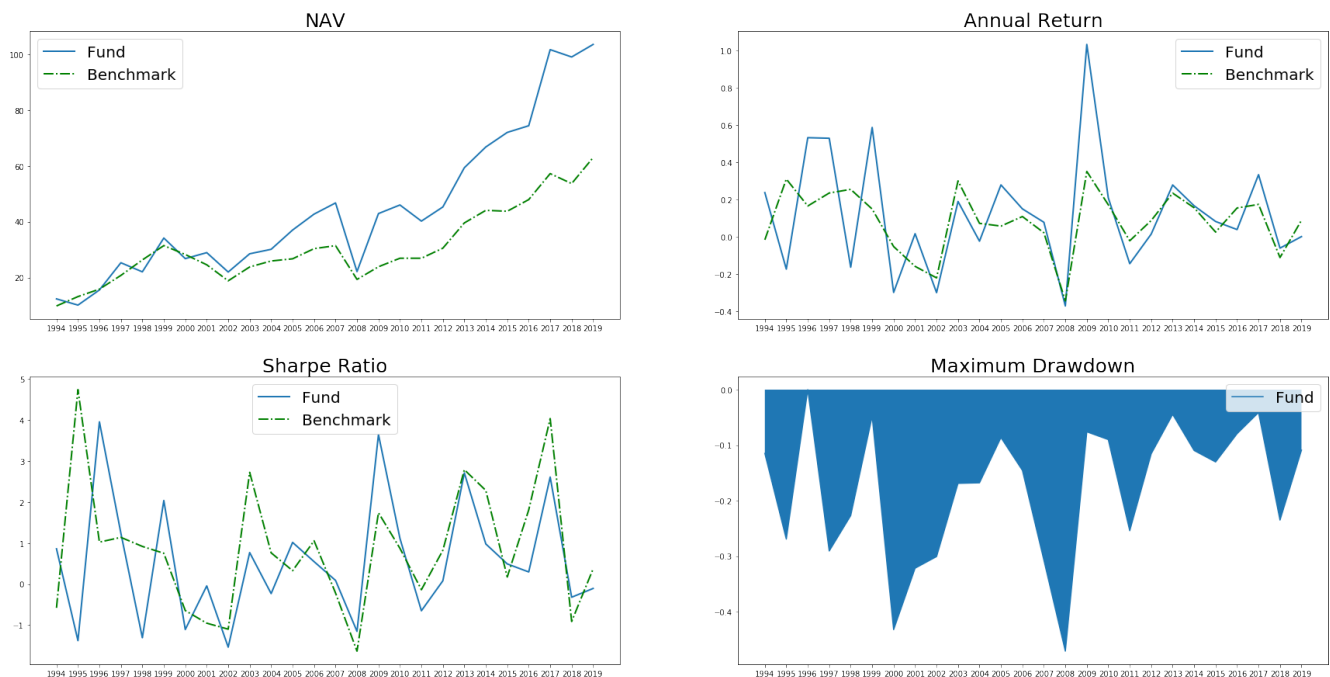 NAV
Fund
Benchmark
100
80
60
40
20
1994 1995 1996 1997 1998 1999 2000 2001 2002 2003 2004 2005 2006 2007 2008 2009 2010 2011 2012 2013 2014 2015 2016 2017 2018 2019
Annual Return
Fund
Benchmark
1.0
0.8
0.6
0.4
0.2
0.0
−0.2
−0.4
1994 1995 1996 1997 1998 1999 2000 2001 2002 2003 2004 2005 2006 2007 2008 2009 2010 2011 2012 2013 2014 2015 2016 2017 2018 2019
Sharpe Ratio
Fund
Benchmark
5
4
3
2
1
0
−1
1994 1995 1996 1997 1998 1999 2000 2001 2002 2003 2004 2005 2006 2007 2008 2009 2010 2011 2012 2013 2014 2015 2016 2017 2018 2019
Maximum Drawdown
Fund
0.0
−0.1
−0.2
−0.3
−0.4
1994 1995 1996 1997 1998 1999 2000 2001 2002 2003 2004 2005 2006 2007 2008 2009 2010 2011 2012 2013 2014 2015 2016 2017 2018 2019